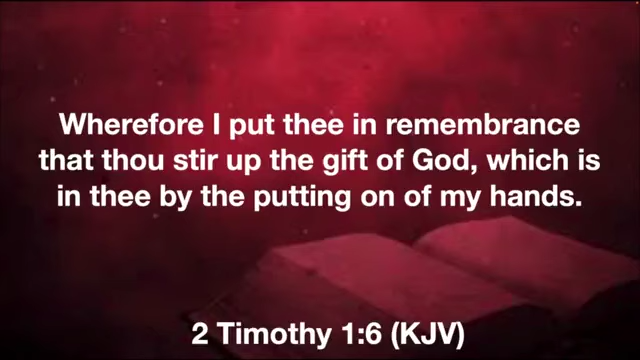 Wherefore I put thee in remembrance
that thou stir up the gift of God, which is
in thee by the putting on of my hands.
2 Timothy 1:6 (KJV)